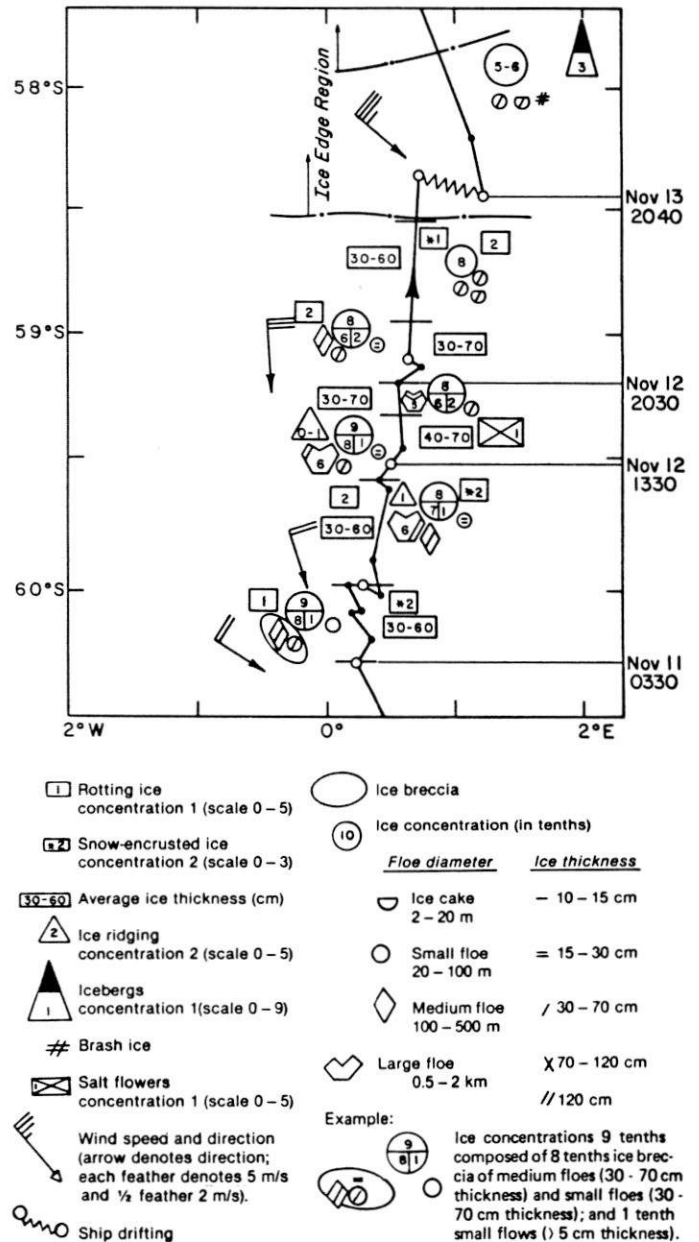 58°S
Ice Edge Region
5-6
3
#
Nov 13
2040
*1
2
30-60
8
59°S
2
8
6 2
30-70
Nov 12
2030
30-70
8
6 2
0-1
9
8 1
6
40-70
1
Nov 12
1330
2
1
8
7 1
*2
6
30-60
60°S
1
9
8 1
*2
30-60
Nov 11
0330
2°W
0°
2°E
1 Rotting ice
concentration 1 (scale 0-5)
*2 Snow-encrusted ice
concentration 2 (scale 0-3)
30-60 Average ice thickness (cm)
2 Ice ridging
concentration 2 (scale 0-5)
Icebergs
1 concentration 1(scale 0-9)
# Brash ice
1 Salt flowers
concentration 1 (scale 0-5)
Wind speed and direction
(arrow denotes direction;
each feather denotes 5 m/s
and ½ feather 2 m/s).
Ship drifting
Ice breccia
10 Ice concentration (in tenths)
Floe diameter Ice thickness
Ice cake − 10-15 cm
2-20 m
Small floe = 15-30 cm
20-100 m
Medium floe / 30-70 cm
100-500 m
Large floe X 70-120 cm
0.5-2 km
// 120 cm
Example:
9
8 1
Ice concentrations 9 tenths
composed of 8 tenths ice brec-
cia of medium floes (30-70 cm
thickness) and small floes (30-
70 cm thickness); and 1 tenth
small flows (> 5 cm thickness).